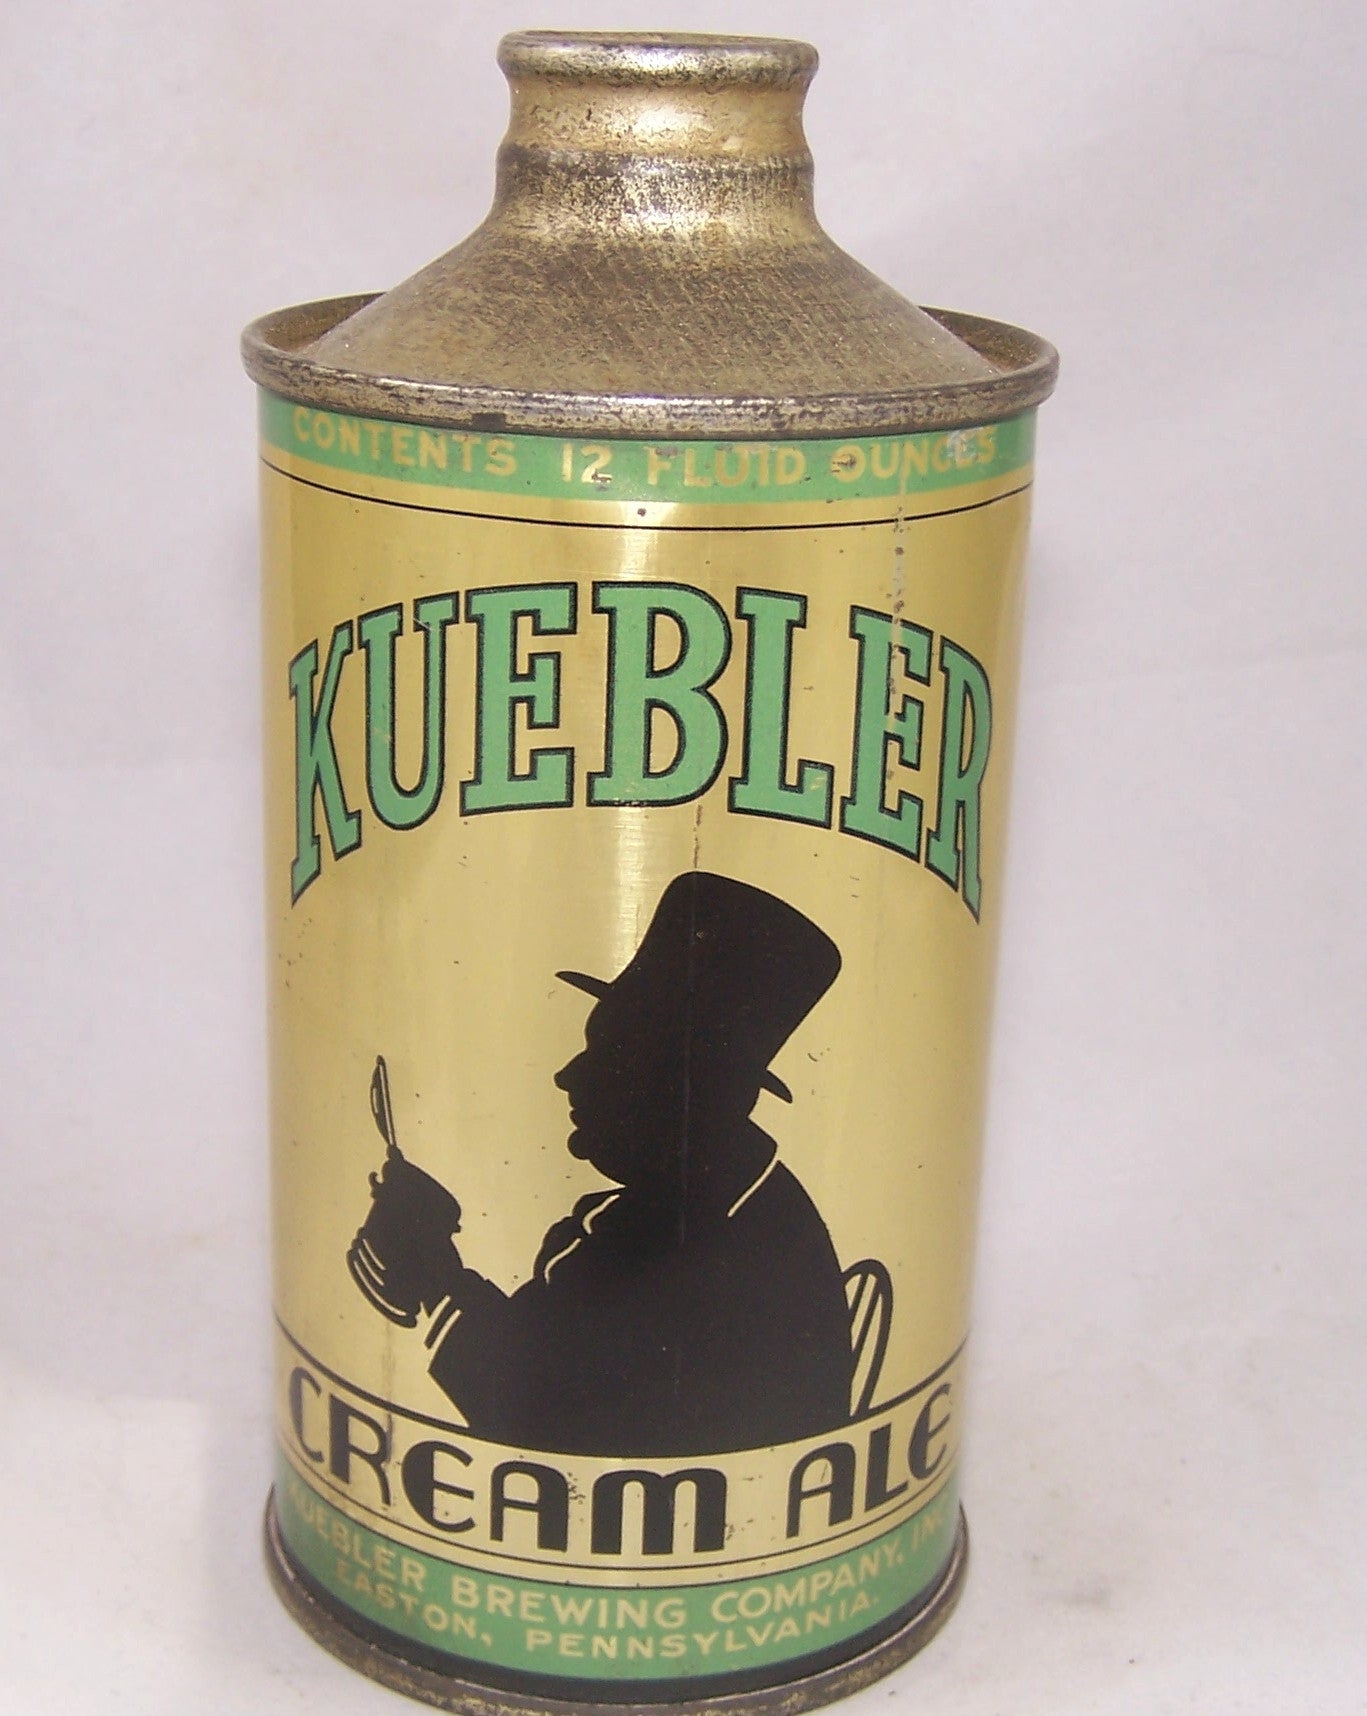 CONTENTS 12 FLUID OUNCES
KUEBLER
CREAM ALE
KUEBLER BREWING COMPANY, INC.
EASTON, PENNSYLVANIA.